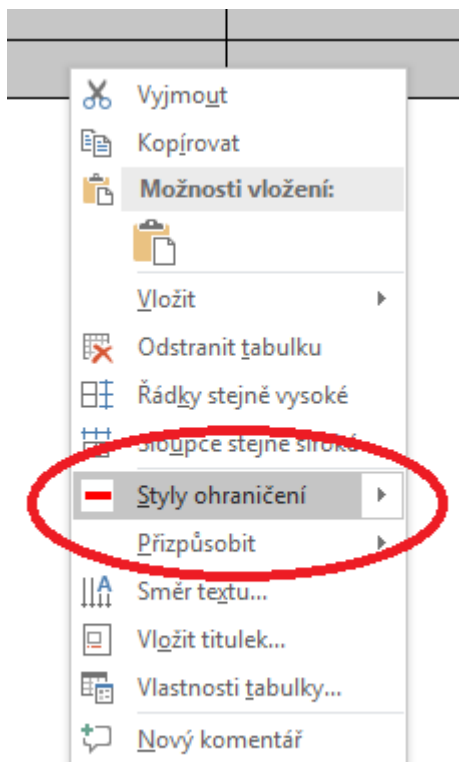 Vyjmout
Kopírovat
Možnosti vložení:
Vložit
Odstranit tabulku
Řádky stejně vysoké
Sloupce stejně široké
Styly ohraničení
Přizpůsobit
Směr textu...
Vložit titulek...
Vlastnosti tabulky...
Nový komentář